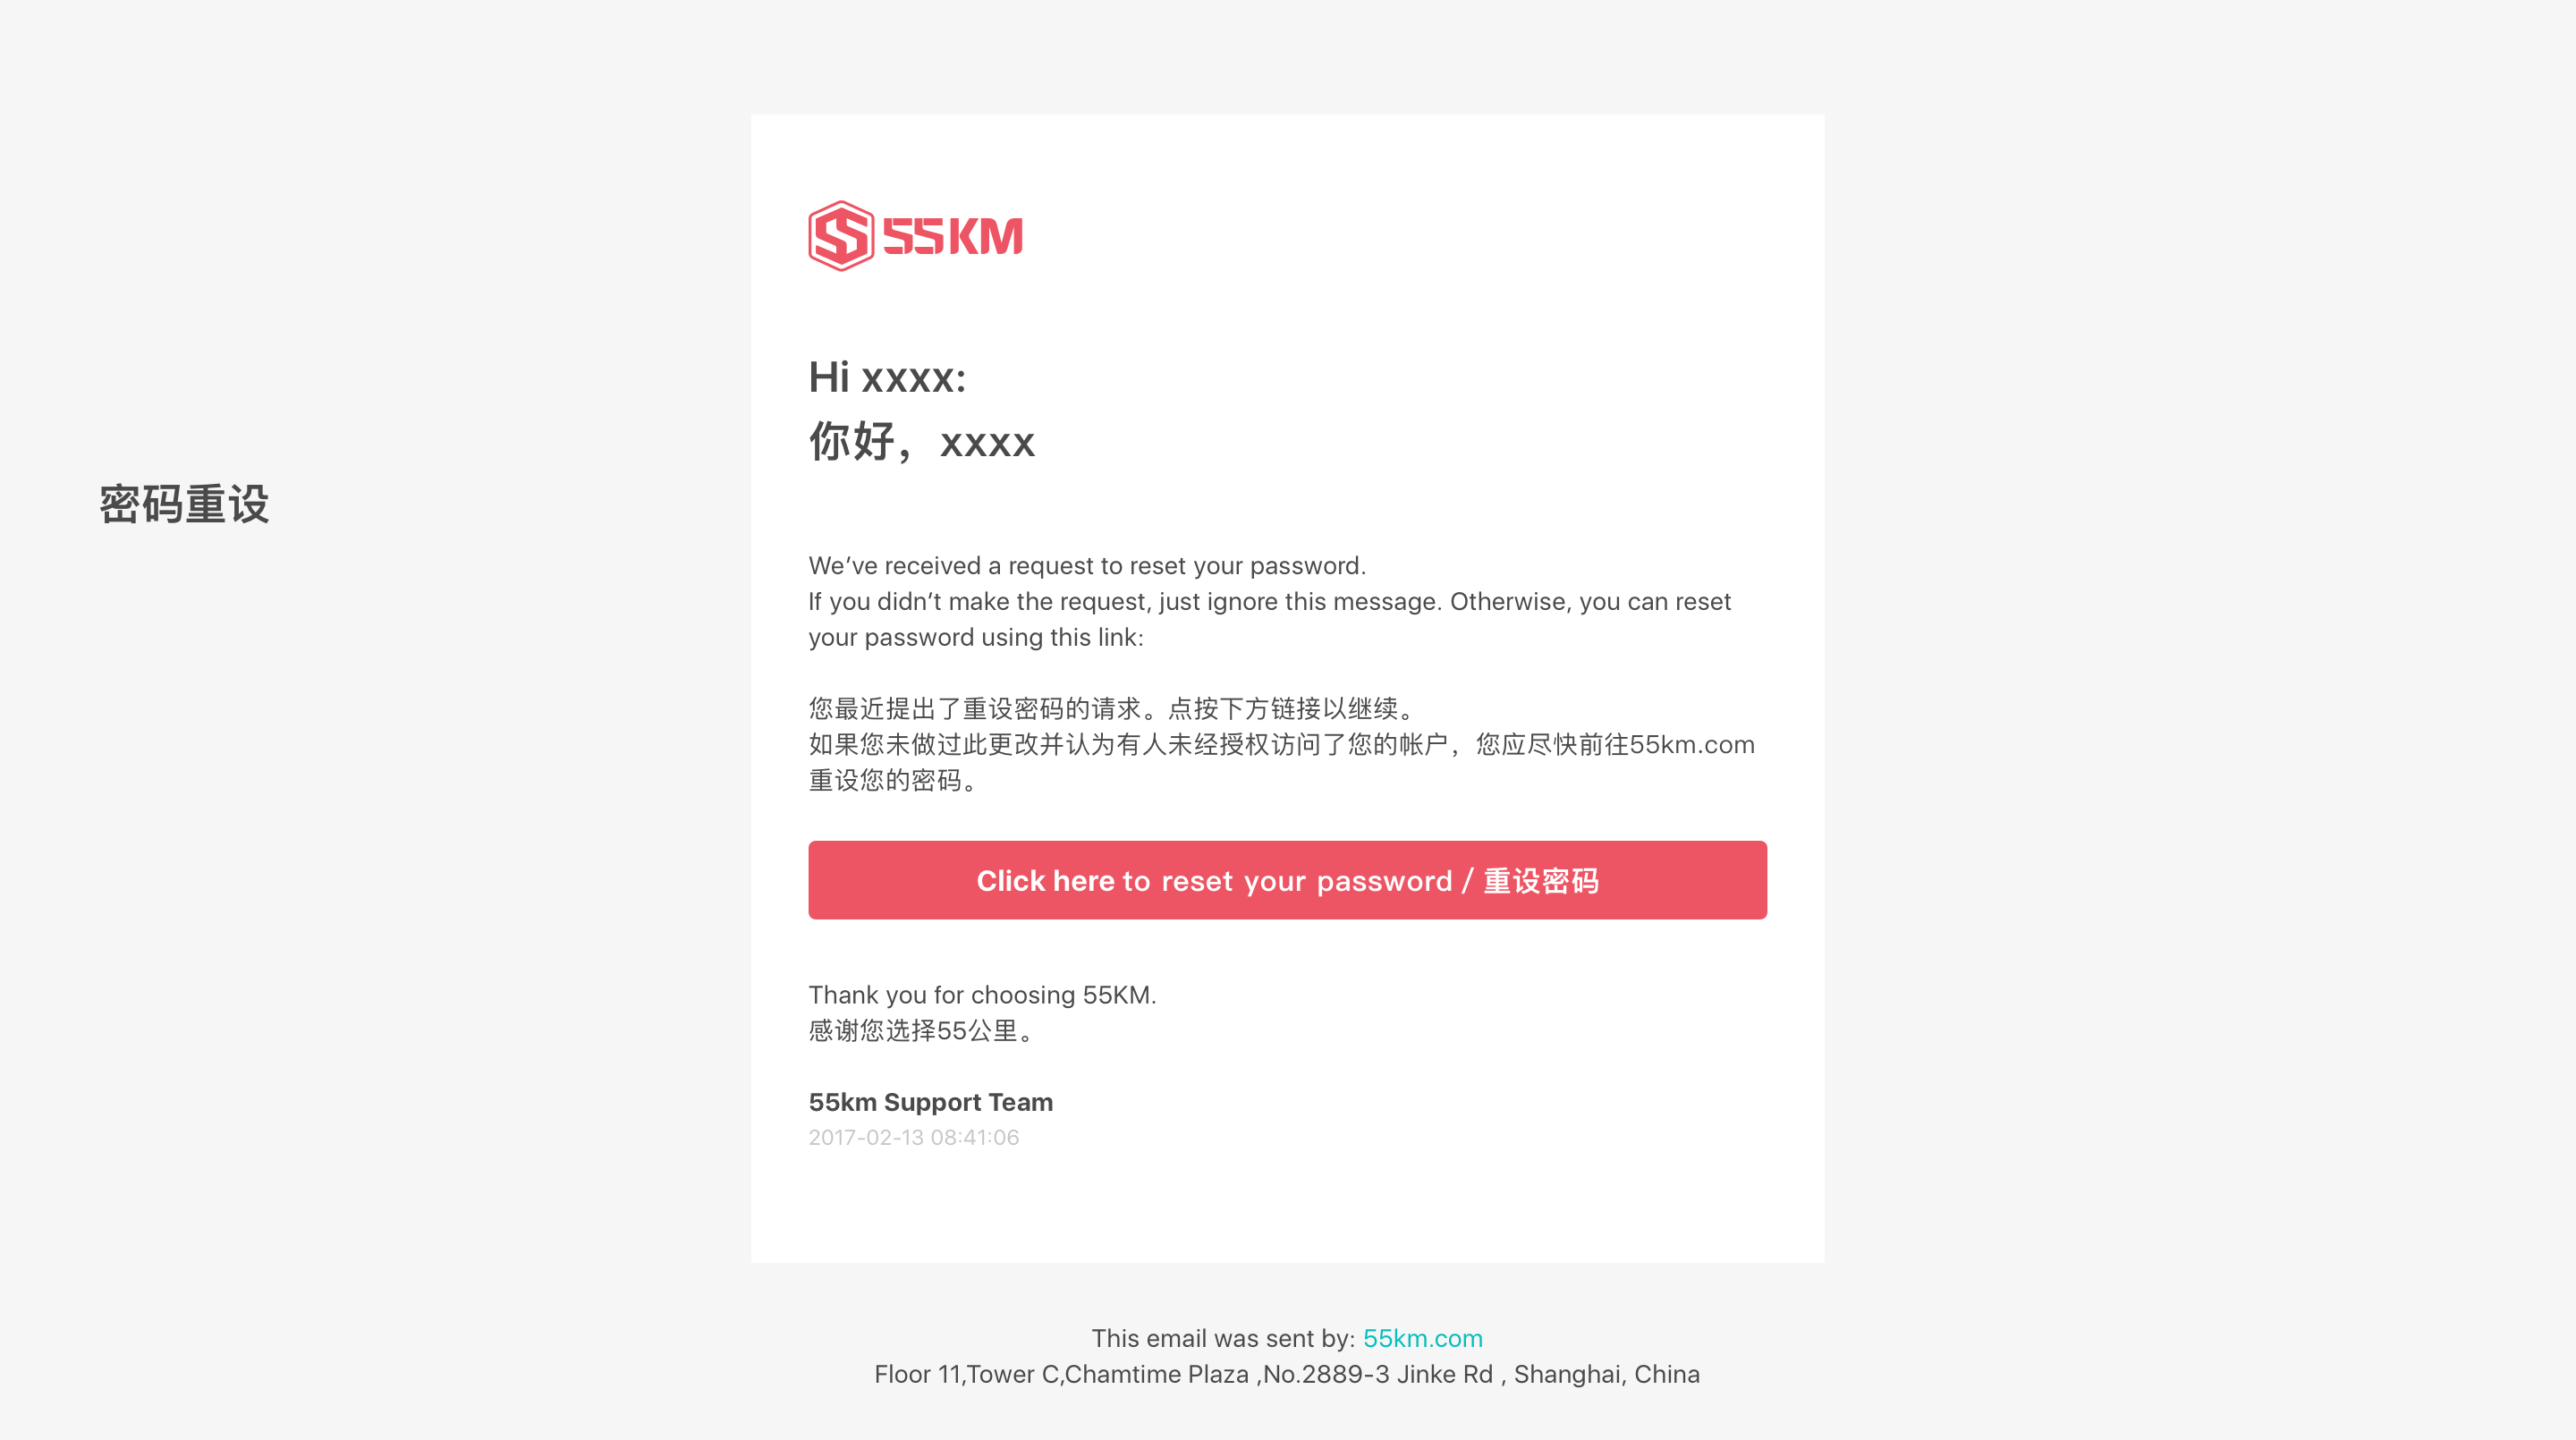 密码重设
55KM
Hi xxxx:
你好，xxxx
We’ve received a request to reset your password.
If you didn’t make the request, just ignore this message. Otherwise, you can reset
your password using this link:
您最近提出了重设密码的请求。点按下方链接以继续。
如果您未做过此更改并认为有人未经授权访问了您的帐户，您应尽快前往55km.com
重设您的密码。
Click here to reset your password / 重设密码
Thank you for choosing 55KM.
感谢您选择55公里。
55km Support Team
2017-02-13 08:41:06
This email was sent by: 55km.com
Floor 11,Tower C,Chamtime Plaza ,No.2889-3 Jinke Rd , Shanghai, China